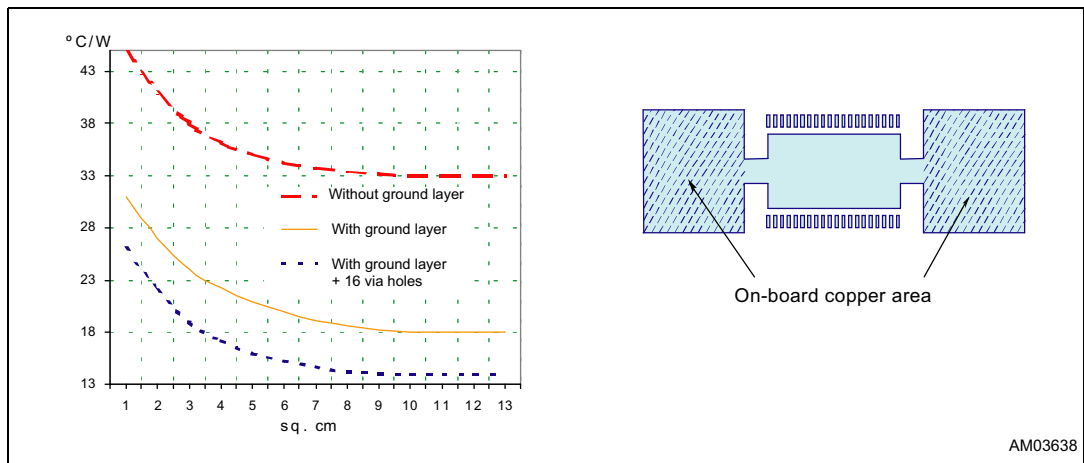 ºC/W
43
38
33
28
23
18
13
Without ground layer
With ground layer
With ground layer
+ 16 via holes
1 2 3 4 5 6 7 8 9 10 11 12 13
sq. cm
On-board copper area
AM03638